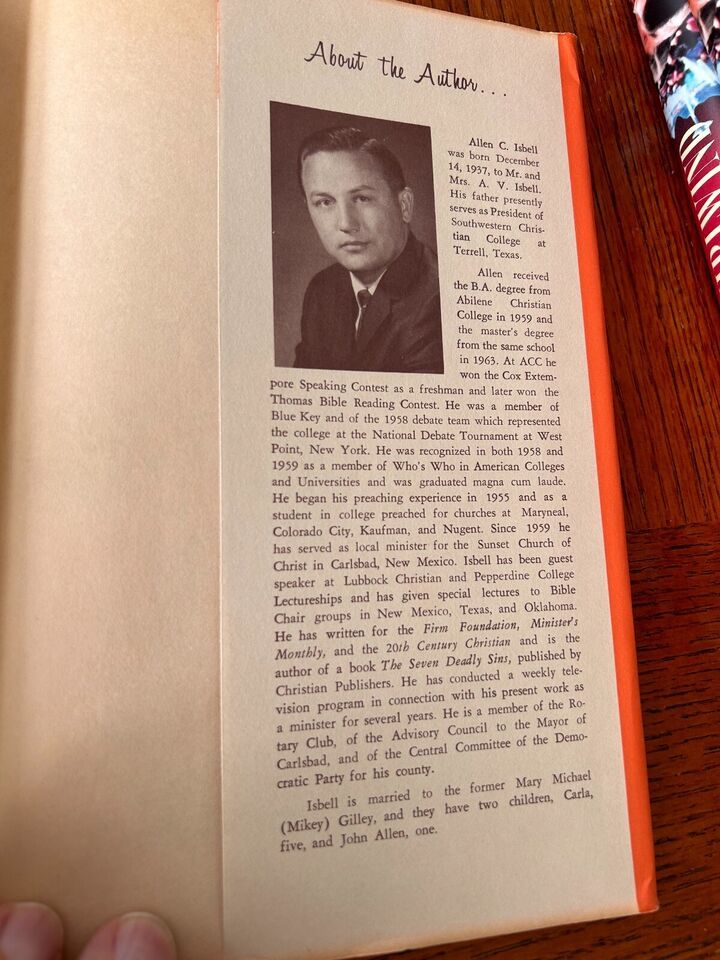 About the Author...
Allen C. Isbell
was born December
14, 1937, to Mr. and
Mrs. A. V. Isbell.
His father presently
serves as President of
Southwestern Chris-
tian College at
Terrell, Texas.
Allen received
the B.A. degree from
Abilene Christian
College in 1959 and
the master's degree
from the same school
in 1963. At ACC he
won the Cox Extem-
pore Speaking Contest as a freshman and later won the
Thomas Bible Reading Contest. He was a member of
Blue Key and of the 1958 debate team which represented
the college at the National Debate Tournament at West
Point, New York. He was recognized in both 1958 and
1959 as a member of Who's Who in American Colleges
and Universities and was graduated magna cum laude.
He began his preaching experience in 1955 and as a
student in college preached for churches at Maryneal,
Colorado City, Kaufman, and Nugent. Since 1959 he
has served as local minister for the Sunset Church of
Christ in Carlsbad, New Mexico. Isbell has been guest
speaker at Lubbock Christian and Pepperdine College
Lectureships and has given special lectures to Bible
Chair groups in New Mexico, Texas, and Oklahoma.
He has written for the Firm Foundation, Minister's
Monthly, and the 20th Century Christian and is the
author of a book The Seven Deadly Sins, published by
Christian Publishers. He has conducted a weekly tele-
vision program in connection with his present work as
a minister for several years. He is a member of the Ro-
tary Club, of the Advisory Council to the Mayor of
Carlsbad, and of the Central Committee of the Demo-
cratic Party for his county.
Isbell is married to the former Mary Michael
(Mikey) Gilley, and they have two children, Carla,
five, and John Allen, one.